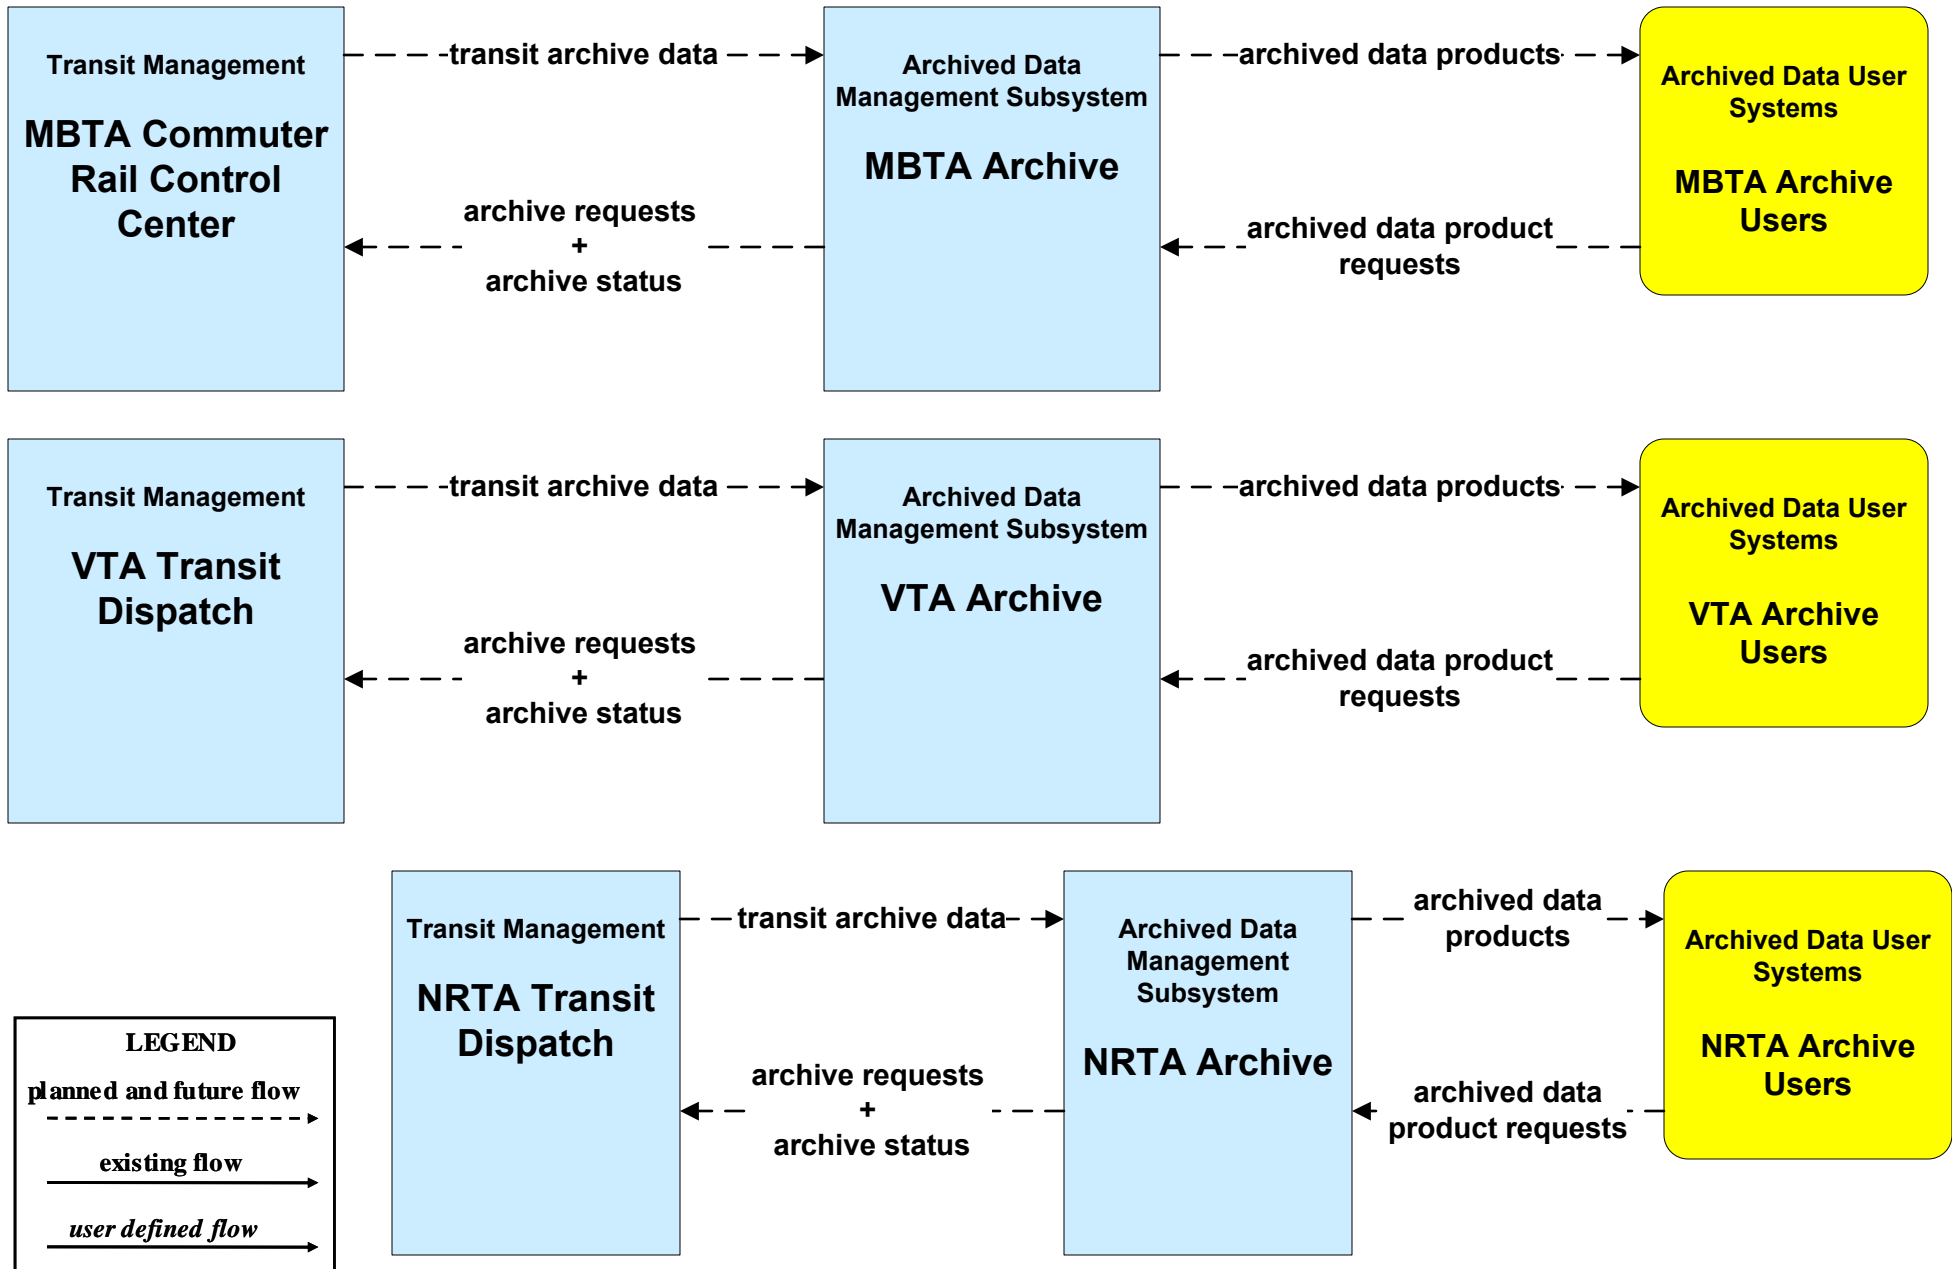 Transit Management
MBTA Commuter
Rail Control
Center
transit archive data
archive requests
+
archive status
Archived Data
Management Subsystem
MBTA Archive
archived data products
archived data product
requests
Archived Data User
Systems
MBTA Archive
Users
Transit Management
VTA Transit
Dispatch
transit archive data
archive requests
+
archive status
Archived Data
Management Subsystem
VTA Archive
archived data products
archived data product
requests
Archived Data User
Systems
VTA Archive
Users
Transit Management
NRTA Transit
Dispatch
transit archive data
archive requests
+
archive status
Archived Data
Management
Subsystem
NRTA Archive
archived data
products
archived data
product requests
Archived Data User
Systems
NRTA Archive
Users
LEGEND
planned and future flow
existing flow
user defined flow